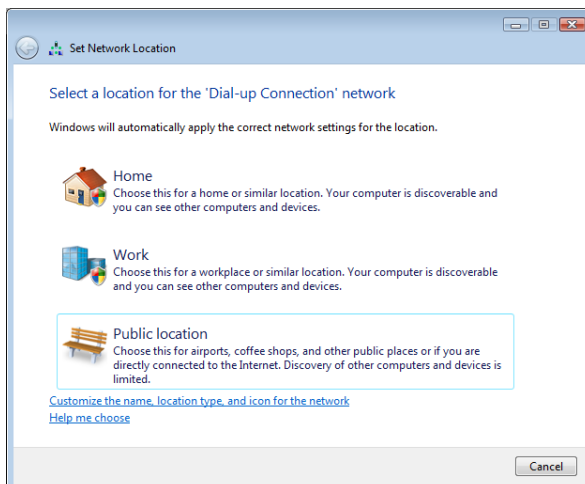 Set Network Location
Select a location for the 'Dial-up Connection' network
Windows will automatically apply the correct network settings for the location.
Home
Choose this for a home or similar location. Your computer is discoverable and
you can see other computers and devices.
Work
Choose this for a workplace or similar location. Your computer is discoverable
and you can see other computers and devices.
Public location
Choose this for airports, coffee shops, and other public places or if you are
directly connected to the Internet. Discovery of other computers and devices is
limited.
Customize the name, location type, and icon for the network
Help me choose
Cancel